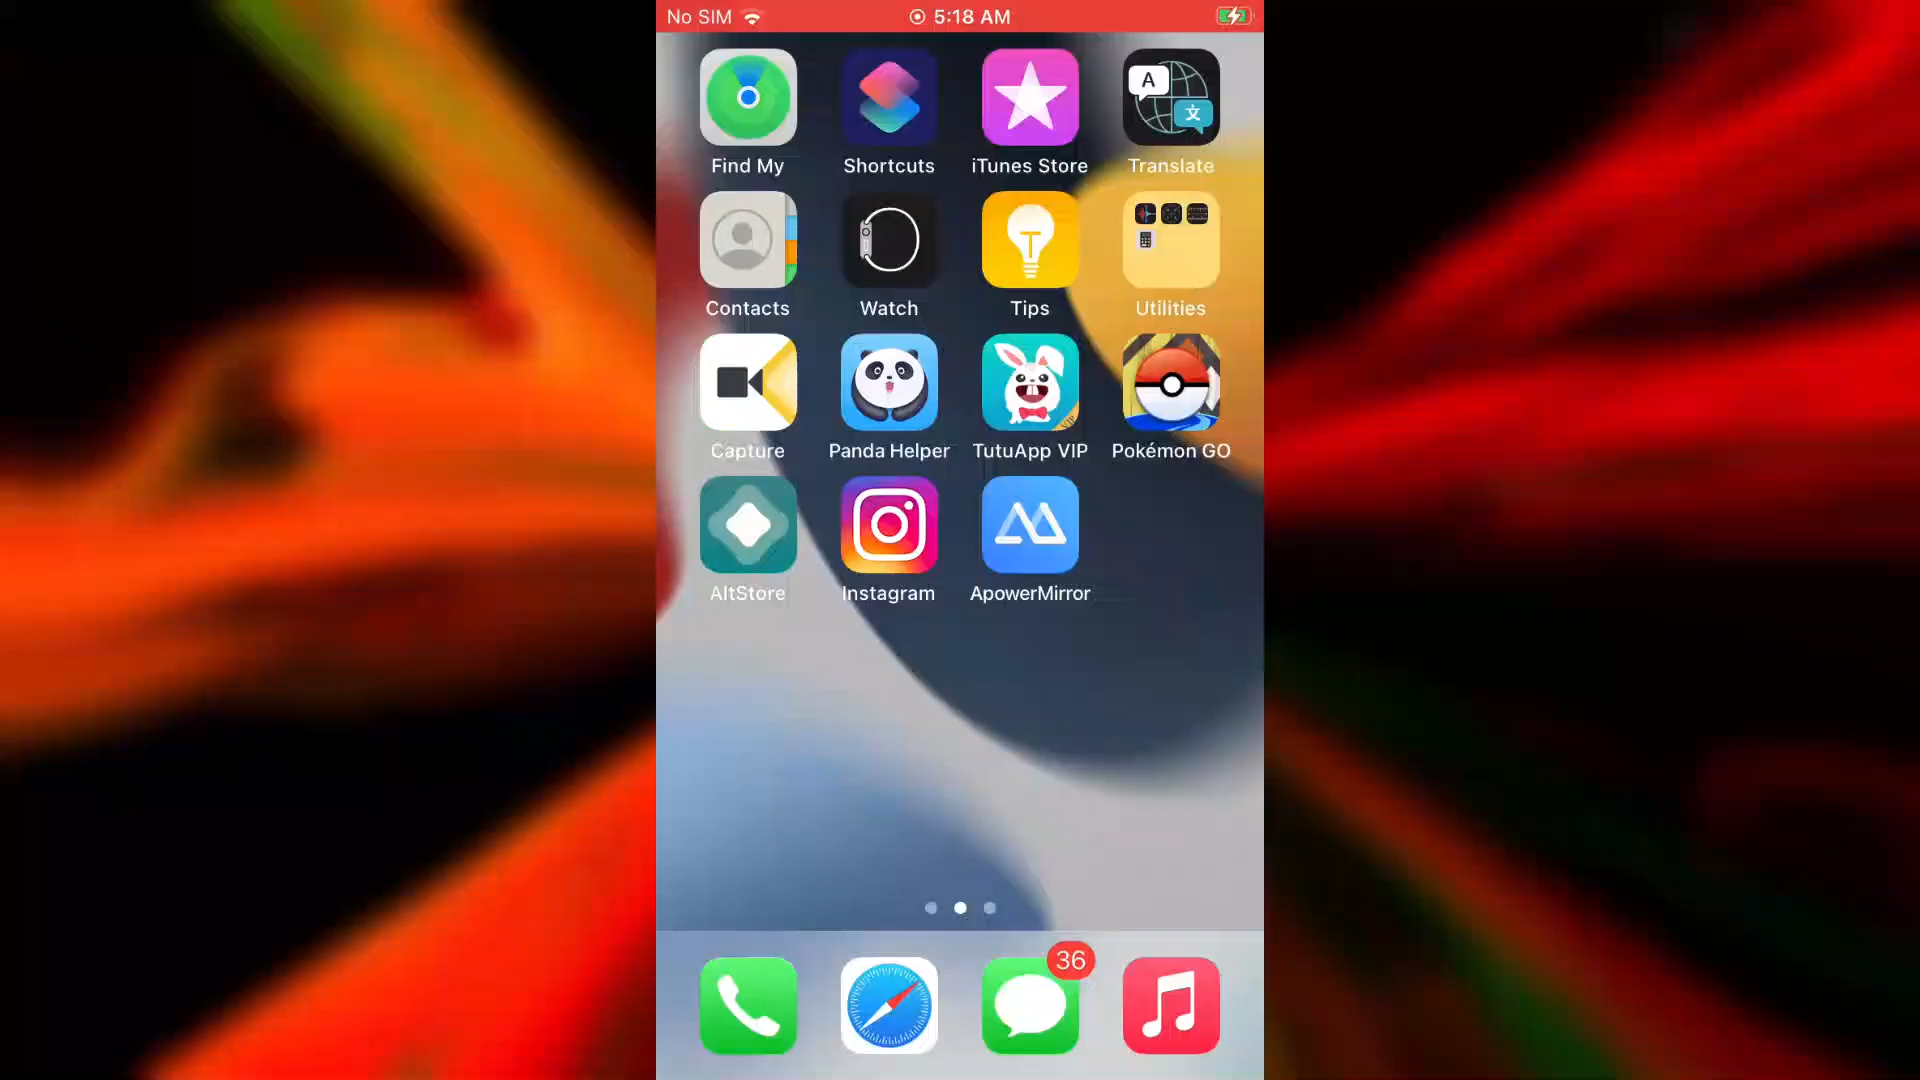 No SIM 5:18 AM
A 文
Find My Shortcuts iTunes Store Translate
Contacts Watch Tips Utilities
VIP
Capture Panda Helper TutuApp VIP Pokémon GO
AltStore Instagram ApowerMirror
36